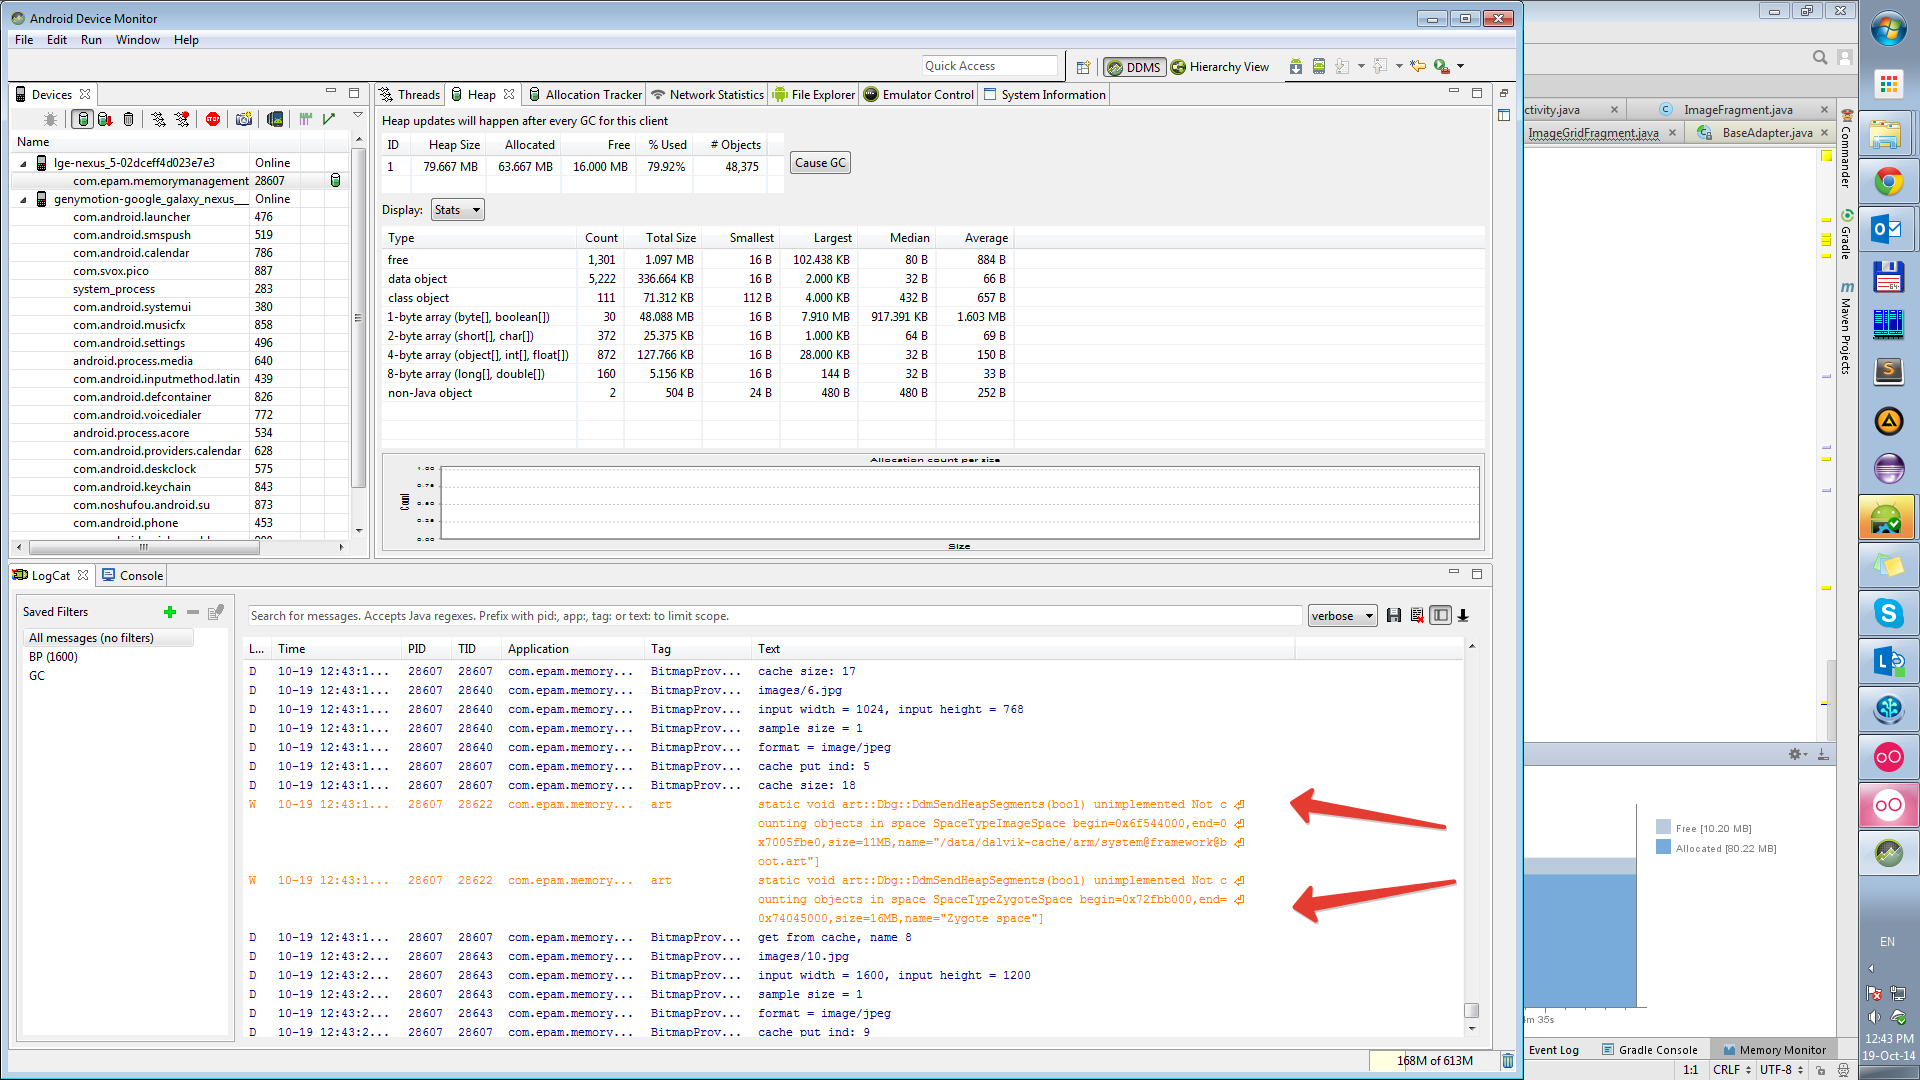 Android Device Monitor
File Edit Run Window Help
Quick Access
DDMS
Hierarchy View
Devices
Name
lge-nexus_5-02dceff4d023e7e3 Online
com.epam.memorymanagement 28607
genymotion-google_galaxy_nexus___ Online
com.android.launcher 476
com.android.smspush 519
com.android.calendar 786
com.svox.pico 887
system_process 283
com.android.systemui 380
com.android.musicfx 858
com.android.settings 496
android.process.media 640
com.android.inputmethod.latin 439
com.android.defcontainer 826
com.android.voicedialer 772
android.process.acore 534
com.android.providers.calendar 628
com.android.deskclock 575
com.android.keychain 843
com.noshufou.android.su 873
com.android.phone 453
Threads Heap Allocation Tracker Network Statistics File Explorer Emulator Control System Information
Heap updates will happen after every GC for this client
ID Heap Size Allocated Free % Used # Objects
1 79.667 MB 63.667 MB 16.000 MB 79.92% 48,375
Cause GC
Display: Stats
Type Count Total Size Smallest Largest Median Average
free 1,301 1.097 MB 16 B 102.438 KB 80 B 884 B
data object 5,222 336.664 KB 16 B 2.000 KB 32 B 66 B
class object 111 71.312 KB 112 B 4.000 KB 432 B 657 B
1-byte array (byte[], boolean[]) 30 48.088 MB 16 B 7.910 MB 917.391 KB 1.603 MB
2-byte array (short[], char[]) 372 25.375 KB 16 B 1.000 KB 64 B 69 B
4-byte array (object[], int[], float[]) 872 127.766 KB 16 B 28.000 KB 32 B 150 B
8-byte array (long[], double[]) 160 5.156 KB 16 B 144 B 32 B 33 B
non-Java object 2 504 B 24 B 480 B 480 B 252 B
Allocation count per size
1.00
0.75
0.50
0.25
0.00
Count
Size
LogCat Console
Saved Filters
All messages (no filters)
BP (1600)
GC
Search for messages. Accepts Java regexes. Prefix with pid:, app:, tag: or text: to limit scope.
verbose
L... Time PID TID Application Tag Text
D 10-19 12:43:1... 28607 28607 com.epam.memory... BitmapProv... cache size: 17
D 10-19 12:43:1... 28607 28640 com.epam.memory... BitmapProv... images/6.jpg
D 10-19 12:43:1... 28607 28640 com.epam.memory... BitmapProv... input width = 1024, input height = 768
D 10-19 12:43:1... 28607 28640 com.epam.memory... BitmapProv... sample size = 1
D 10-19 12:43:1... 28607 28640 com.epam.memory... BitmapProv... format = image/jpeg
D 10-19 12:43:1... 28607 28607 com.epam.memory... BitmapProv... cache put ind: 5
D 10-19 12:43:1... 28607 28607 com.epam.memory... BitmapProv... cache size: 18
W 10-19 12:43:1... 28607 28622 com.epam.memory... art static void art::Dbg::DdmSendHeapSegments(bool) unimplemented Not c
ounting objects in space SpaceTypeImageSpace begin=0x6f544000,end=0
x7005fbe0,size=11MB,name="/data/dalvik-cache/arm/system@framework@b
oot.art"]
W 10-19 12:43:1... 28607 28622 com.epam.memory... art static void art::Dbg::DdmSendHeapSegments(bool) unimplemented Not c
ounting objects in space SpaceTypeZygoteSpace begin=0x72fbb000,end=
0x74045000,size=16MB,name="Zygote space"]
D 10-19 12:43:1... 28607 28607 com.epam.memory... BitmapProv... get from cache, name 8
D 10-19 12:43:2... 28607 28643 com.epam.memory... BitmapProv... images/10.jpg
D 10-19 12:43:2... 28607 28643 com.epam.memory... BitmapProv... input width = 1600, input height = 1200
D 10-19 12:43:2... 28607 28643 com.epam.memory... BitmapProv... sample size = 1
D 10-19 12:43:2... 28607 28643 com.epam.memory... BitmapProv... format = image/jpeg
D 10-19 12:43:2... 28607 28607 com.epam.memory... BitmapProv... cache put ind: 9
168M of 613M
ctivity.java ImageFragment.java
ImageGridFragment.java BaseAdapter.java
Commander
Gradle
m Maven Projects
Free [10.20 MB]
Allocated [80.22 MB]
m 35s
Event Log Gradle Console Memory Monitor
1:1 CRLF UTF-8
EN
12:43 PM
19-Oct-14